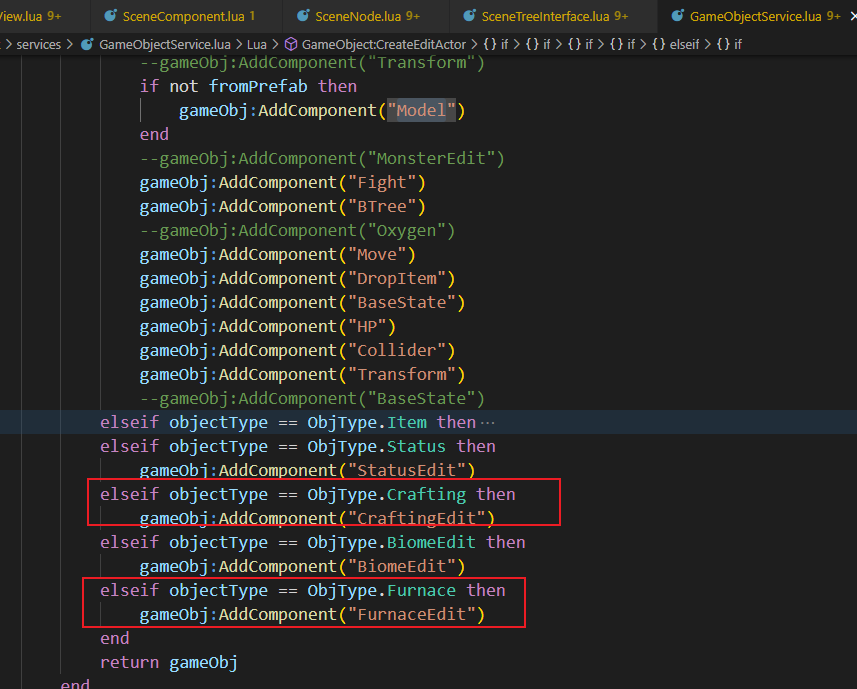 View.lua 9+ SceneComponent.lua 1 SceneNode.lua 9+ SceneTreeInterface.lua 9+ GameObjectService.lua 9+
> services > GameObjectService.lua > Lua > GameObject:CreateEditActor > {} if > {} if > {} if > {} if > {} elseif > {} if
--gameObj:AddComponent("Transform")
if not fromPrefab then
gameObj:AddComponent("Model")
end
--gameObj:AddComponent("MonsterEdit")
gameObj:AddComponent("Fight")
gameObj:AddComponent("BTree")
--gameObj:AddComponent("Oxygen")
gameObj:AddComponent("Move")
gameObj:AddComponent("DropItem")
gameObj:AddComponent("BaseState")
gameObj:AddComponent("HP")
gameObj:AddComponent("Collider")
gameObj:AddComponent("Transform")
--gameObj:AddComponent("BaseState")
elseif objectType == ObjType.Item then ···
elseif objectType == ObjType.Status then
gameObj:AddComponent("StatusEdit")
elseif objectType == ObjType.Crafting then
gameObj:AddComponent("CraftingEdit")
elseif objectType == ObjType.BiomeEdit then
gameObj:AddComponent("BiomeEdit")
elseif objectType == ObjType.Furnace then
gameObj:AddComponent("FurnaceEdit")
end
return gameObj
end